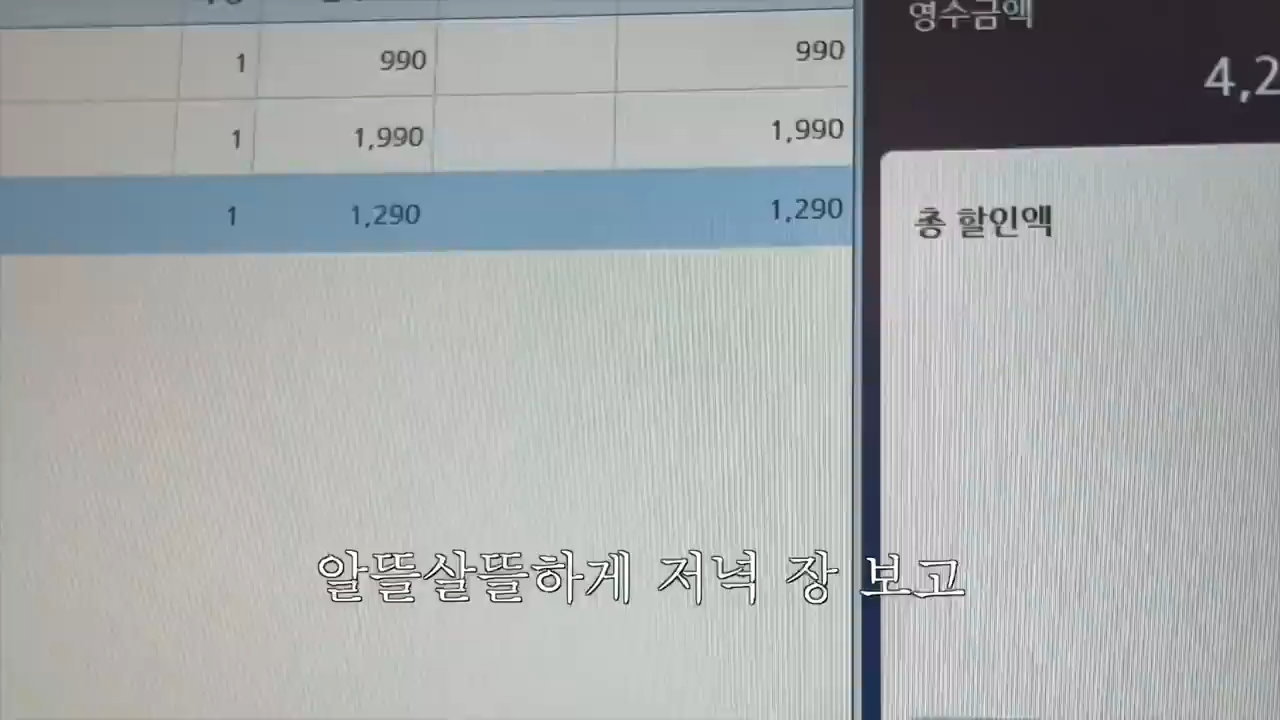 영수금액
1 990 990
4,2
1 1,990 1,990
1 1,290 1,290
총 할인액
알뜰살뜰하게 저녁 장 보고